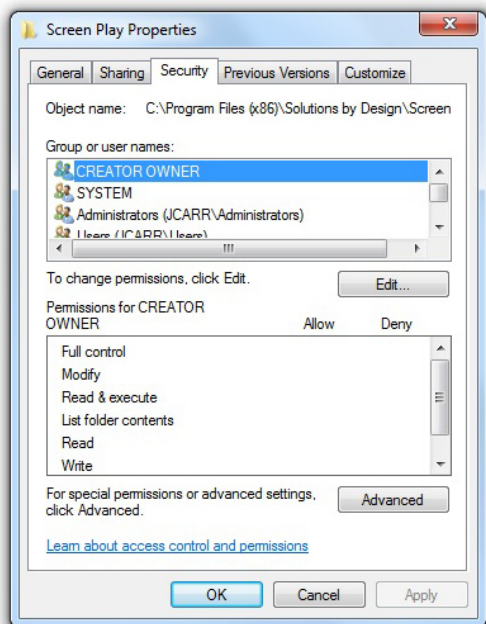 Screen Play Properties
General Sharing Security Previous Versions Customize
Object name: C:\Program Files (x86)\Solutions by Design\Screen
Group or user names:
CREATOR OWNER
SYSTEM
Administrators (JCARR\Administrators)
Users (JCARR\Users)
To change permissions, click Edit. Edit...
Permissions for CREATOR
OWNER Allow Deny
Full control
Modify
Read & execute
List folder contents
Read
Write
For special permissions or advanced settings,
click Advanced. Advanced
Learn about access control and permissions
OK Cancel Apply